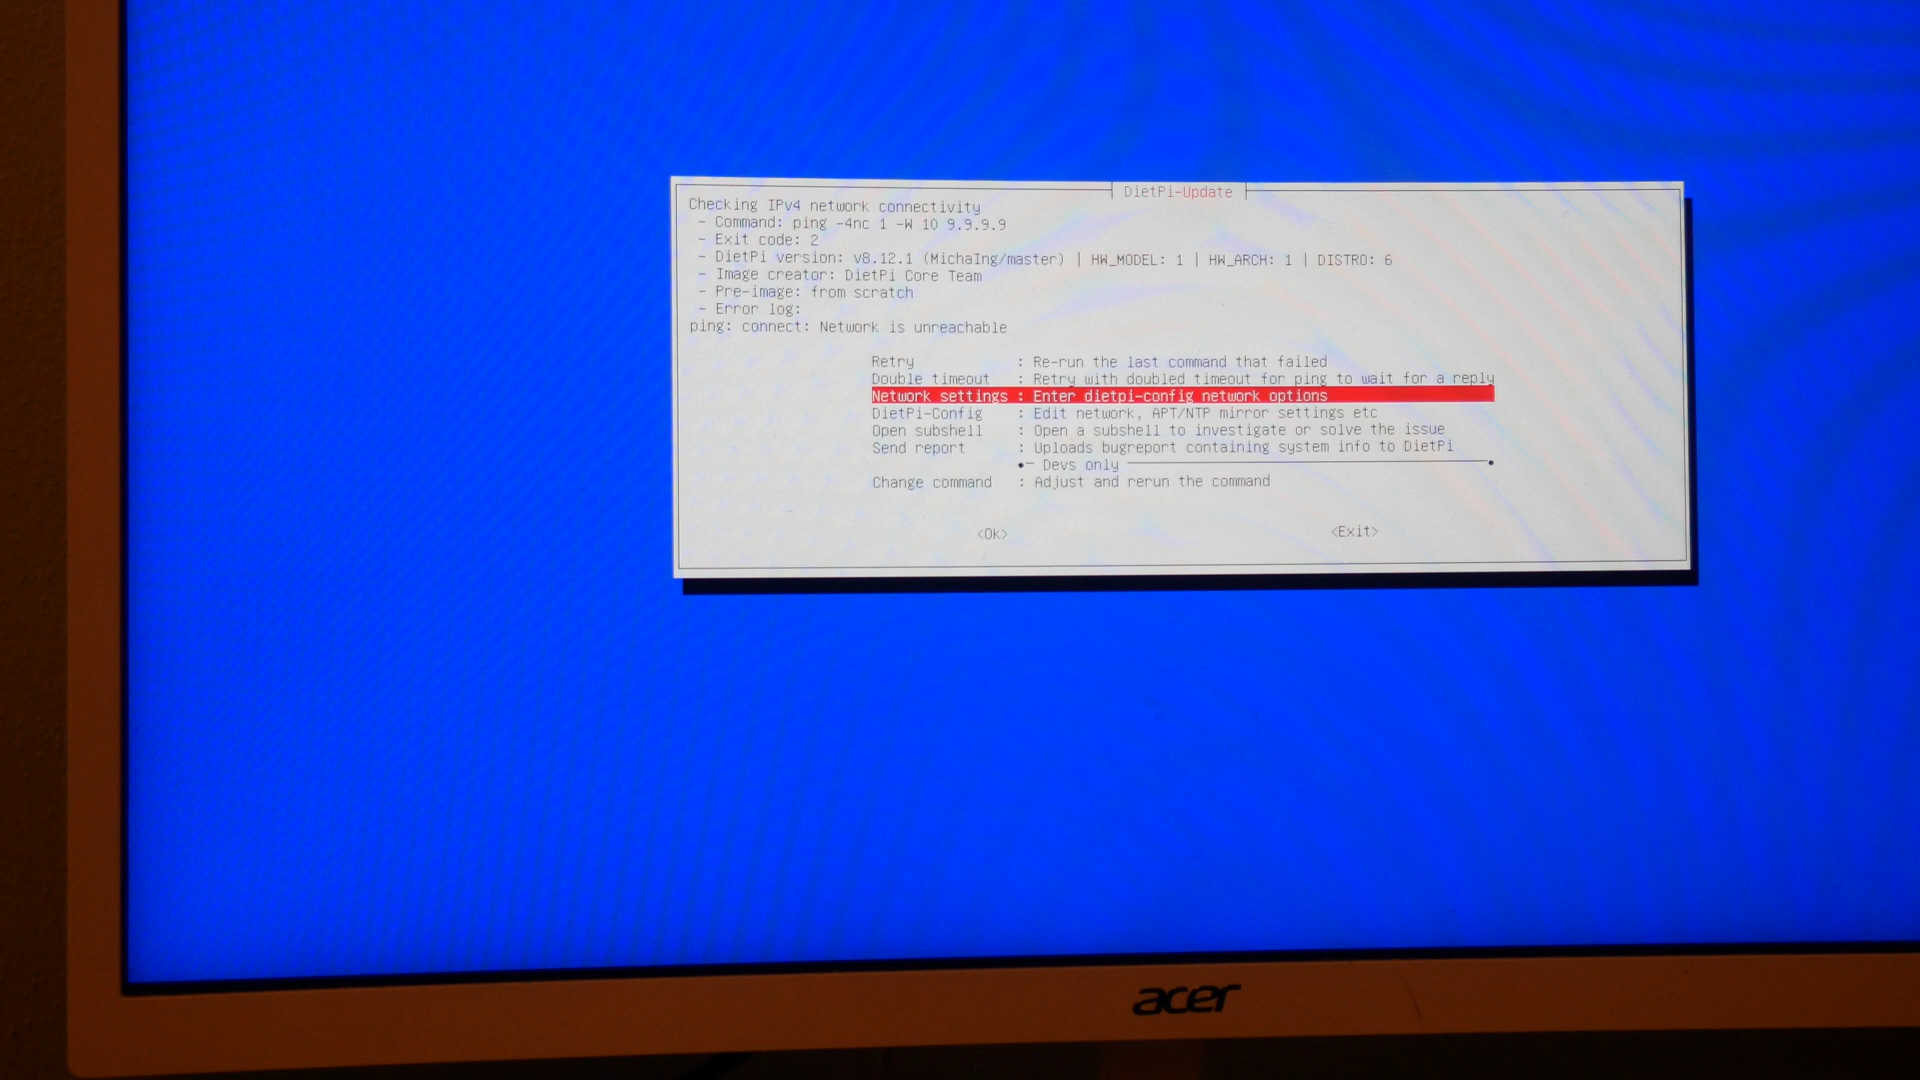 DietPi-Update
Checking IPv4 network connectivity
- Command: ping -4nc 1 -W 10 9.9.9.9
- Exit code: 2
- DietPi version: v8.12.1 (MichaIng/master) | HW_MODEL: 1 | HW_ARCH: 1 | DISTRO: 6
- Image creator: DietPi Core Team
- Pre-image: from scratch
- Error log:
ping: connect: Network is unreachable
Retry : Re-run the last command that failed
Double timeout : Retry with doubled timeout for ping to wait for a reply
Network settings : Enter dietpi-config network options
DietPi-Config : Edit network, APT/NTP mirror settings etc
Open subshell : Open a subshell to investigate or solve the issue
Send report : Uploads bugreport containing system info to DietPi
●─ Devs only ─●
Change command : Adjust and rerun the command
<Ok> <Exit>
acer